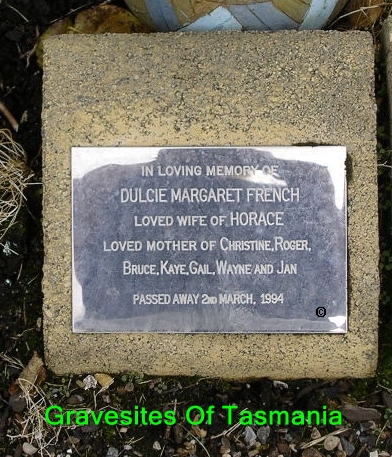 IN LOVING MEMORY OF
DULCIE MARGARET FRENCH
LOVED WIFE OF HORACE
LOVED MOTHER OF CHRISTINE, ROGER,
BRUCE, KAYE, GAIL, WAYNE AND JAN
PASSED AWAY 2ND MARCH, 1994
©
Gravesites Of Tasmania